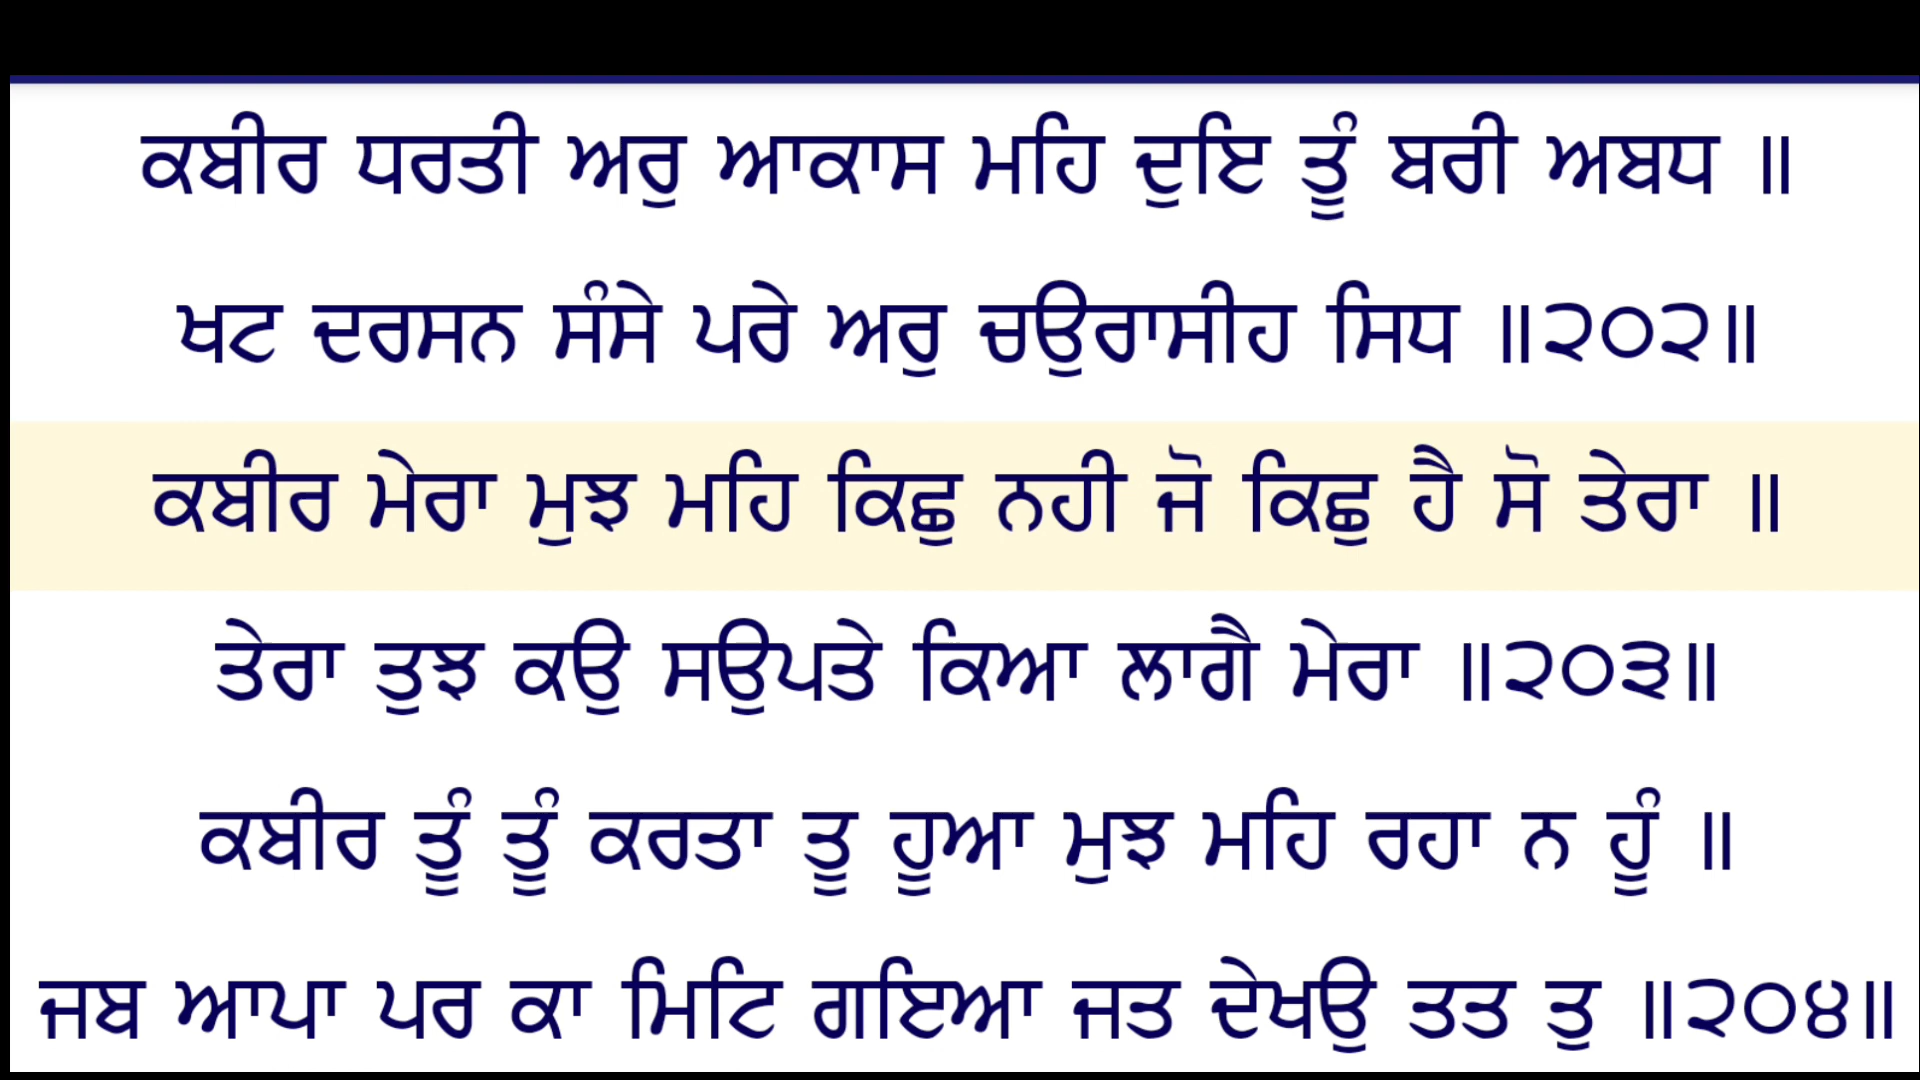 ਕਬੀਰ ਧਰਤੀ ਅਰੁ ਆਕਾਸ ਮਹਿ ਦੁਇ ਤੂੰ ਬਰੀ ਅਬਧ ॥
ਖਟ ਦਰਸਨ ਸੰਸੇ ਪਰੇ ਅਰੁ ਚਉਰਾਸੀਹ ਸਿਧ ॥੨੦੨॥
ਕਬੀਰ ਮੇਰਾ ਮੁਝ ਮਹਿ ਕਿਛੁ ਨਹੀ ਜੋ ਕਿਛੁ ਹੈ ਸੋ ਤੇਰਾ ॥
ਤੇਰਾ ਤੁਝ ਕਉ ਸਉਪਤੇ ਕਿਆ ਲਾਗੈ ਮੇਰਾ ॥੨੦੩॥
ਕਬੀਰ ਤੂੰ ਤੂੰ ਕਰਤਾ ਤੂ ਹੂਆ ਮੁਝ ਮਹਿ ਰਹਾ ਨ ਹੂੰ ॥
ਜਬ ਆਪਾ ਪਰ ਕਾ ਮਿਟਿ ਗਇਆ ਜਤ ਦੇਖਉ ਤਤ ਤੁ ॥੨੦੪॥